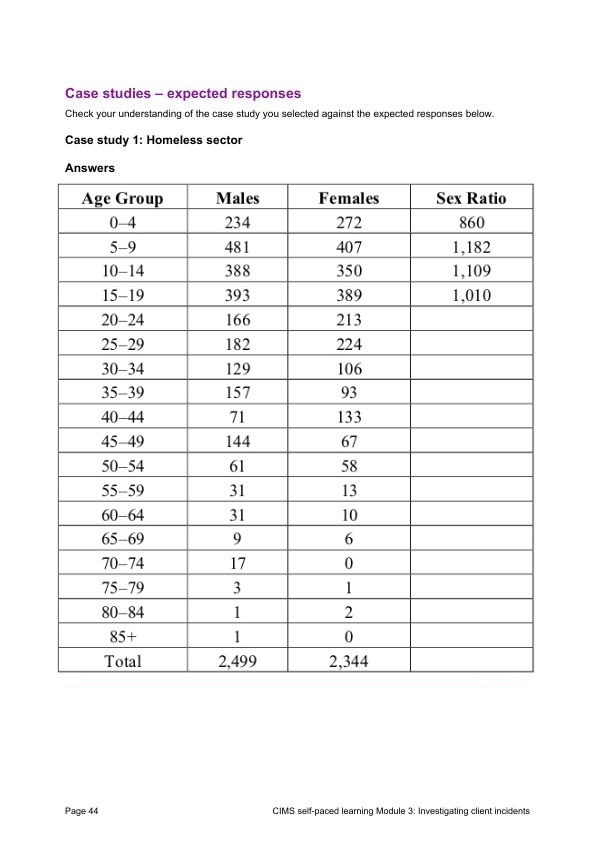 Case studies – expected responses
Check your understanding of the case study you selected against the expected responses below.
Case study 1: Homeless sector
Answers
Age Group Males Females Sex Ratio
0–4 234 272 860
5–9 481 407 1,182
10–14 388 350 1,109
15–19 393 389 1,010
20–24 166 213
25–29 182 224
30–34 129 106
35–39 157 93
40–44 71 133
45–49 144 67
50–54 61 58
55–59 31 13
60–64 31 10
65–69 9 6
70–74 17 0
75–79 3 1
80–84 1 2
85+ 1 0
Total 2,499 2,344
Page 44 CIMS self-paced learning Module 3: Investigating client incidents